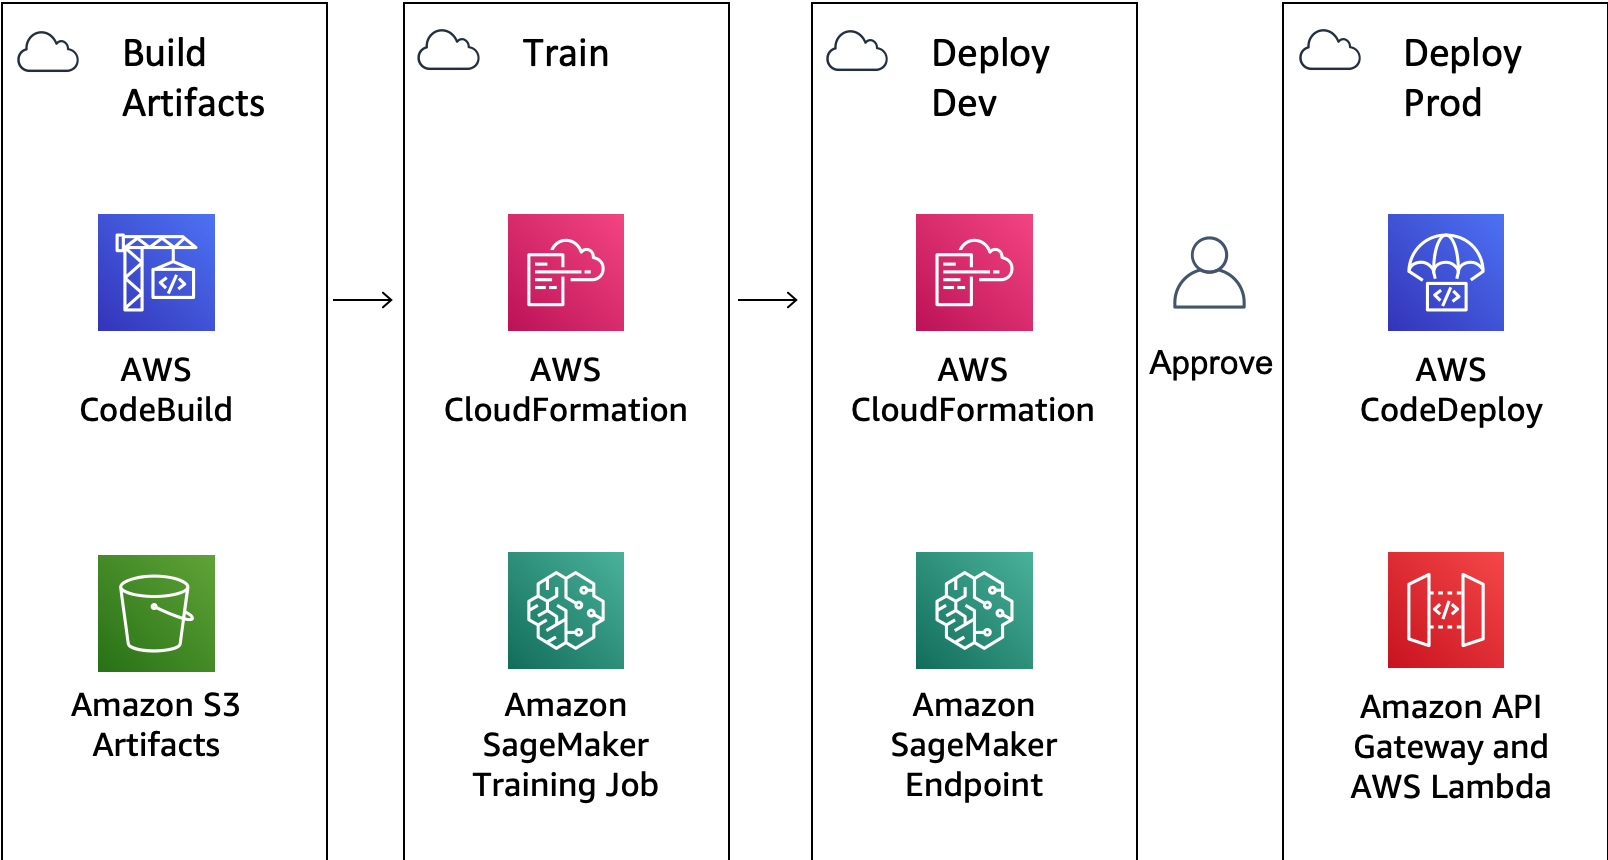 Build
Artifacts
AWS
CodeBuild
Amazon S3
Artifacts
Train
AWS
CloudFormation
Amazon
SageMaker
Training Job
Deploy
Dev
AWS
CloudFormation
Amazon
SageMaker
Endpoint
Approve
Deploy
Prod
AWS
CodeDeploy
Amazon API
Gateway and
AWS Lambda